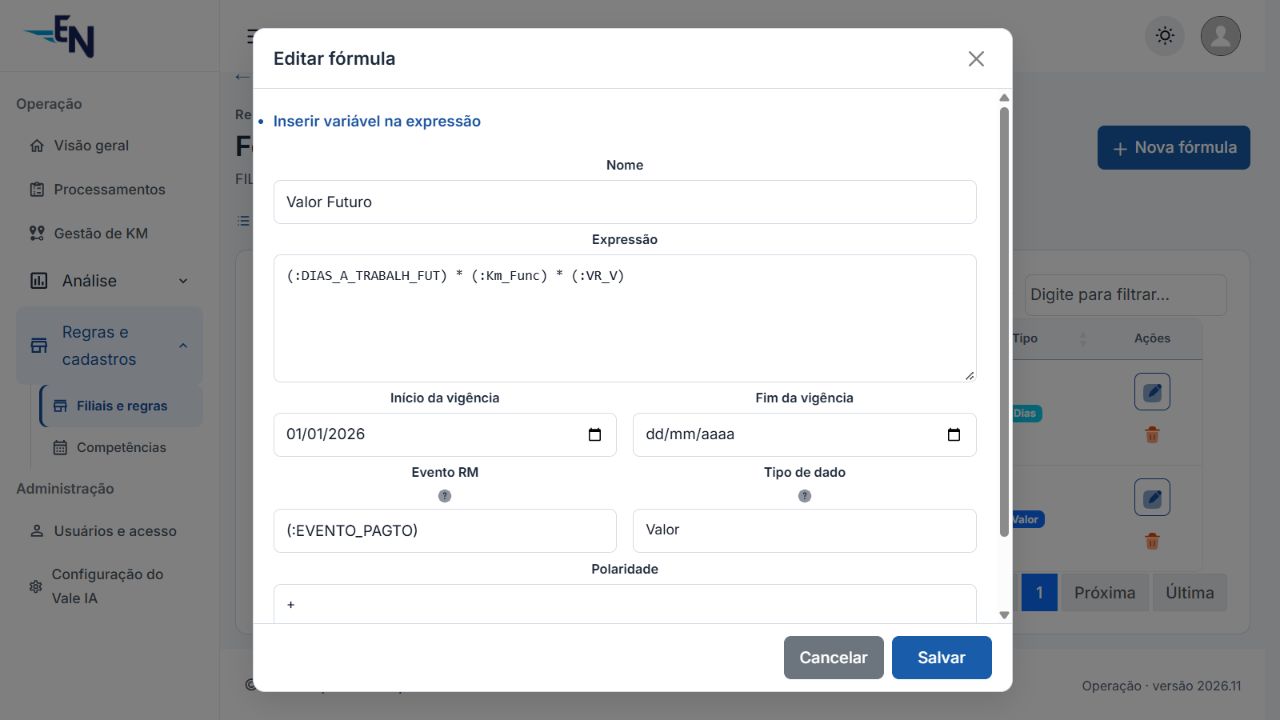 EN
Operação
Visão geral
Processamentos
Gestão de KM
Análise
Regras e
cadastros
Filiais e regras
Competências
Administração
Usuários e acesso
Configuração do
Vale IA
Editar fórmula
Inserir variável na expressão
Nome
Valor Futuro
Expressão
(:DIAS_A_TRABALH_FUT) * (:Km_Func) * (:VR_V)
Início da vigência
Fim da vigência
01/01/2026
dd/mm/aaaa
Evento RM
Tipo de dado
?
?
(:EVENTO_PAGTO)
Valor
Polaridade
+
Cancelar
Salvar
+ Nova fórmula
Digite para filtrar...
Tipo
Ações
Dias
Valor
1
Próxima
Última
Operação · versão 2026.11